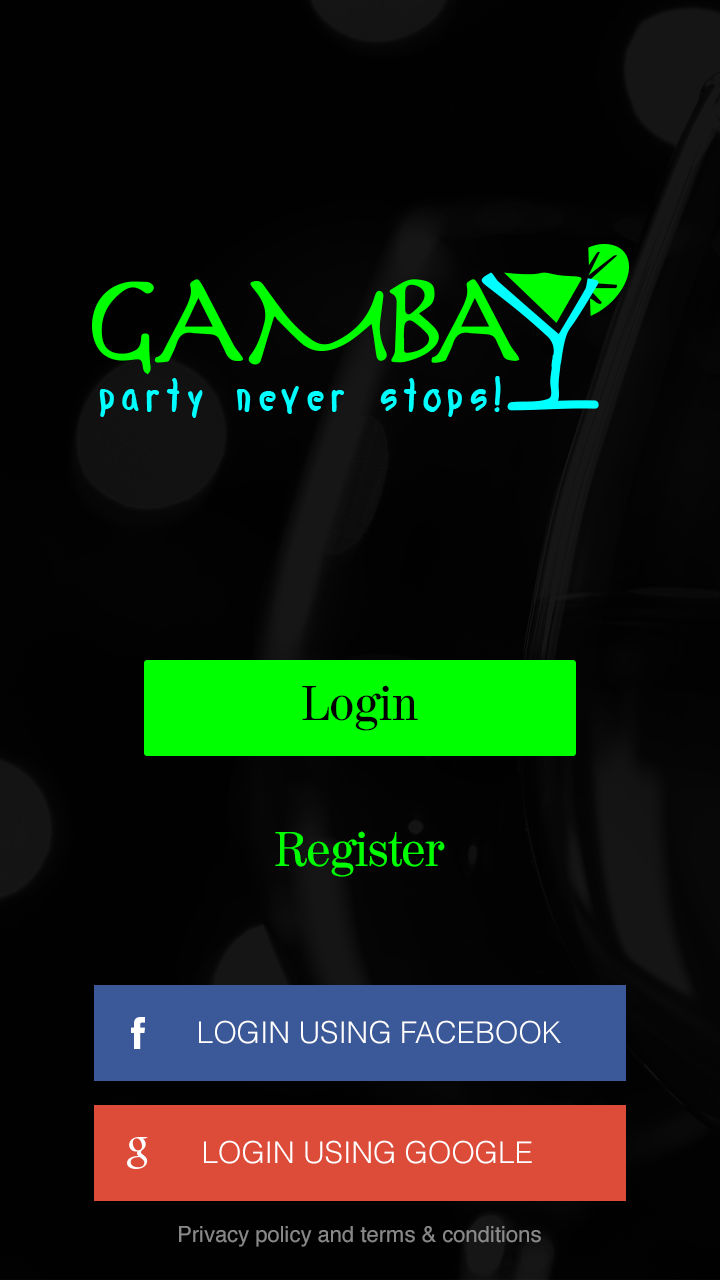 GAMBAY
party never stops!
Login
Register
f LOGIN USING FACEBOOK
g LOGIN USING GOOGLE
Privacy policy and terms & conditions